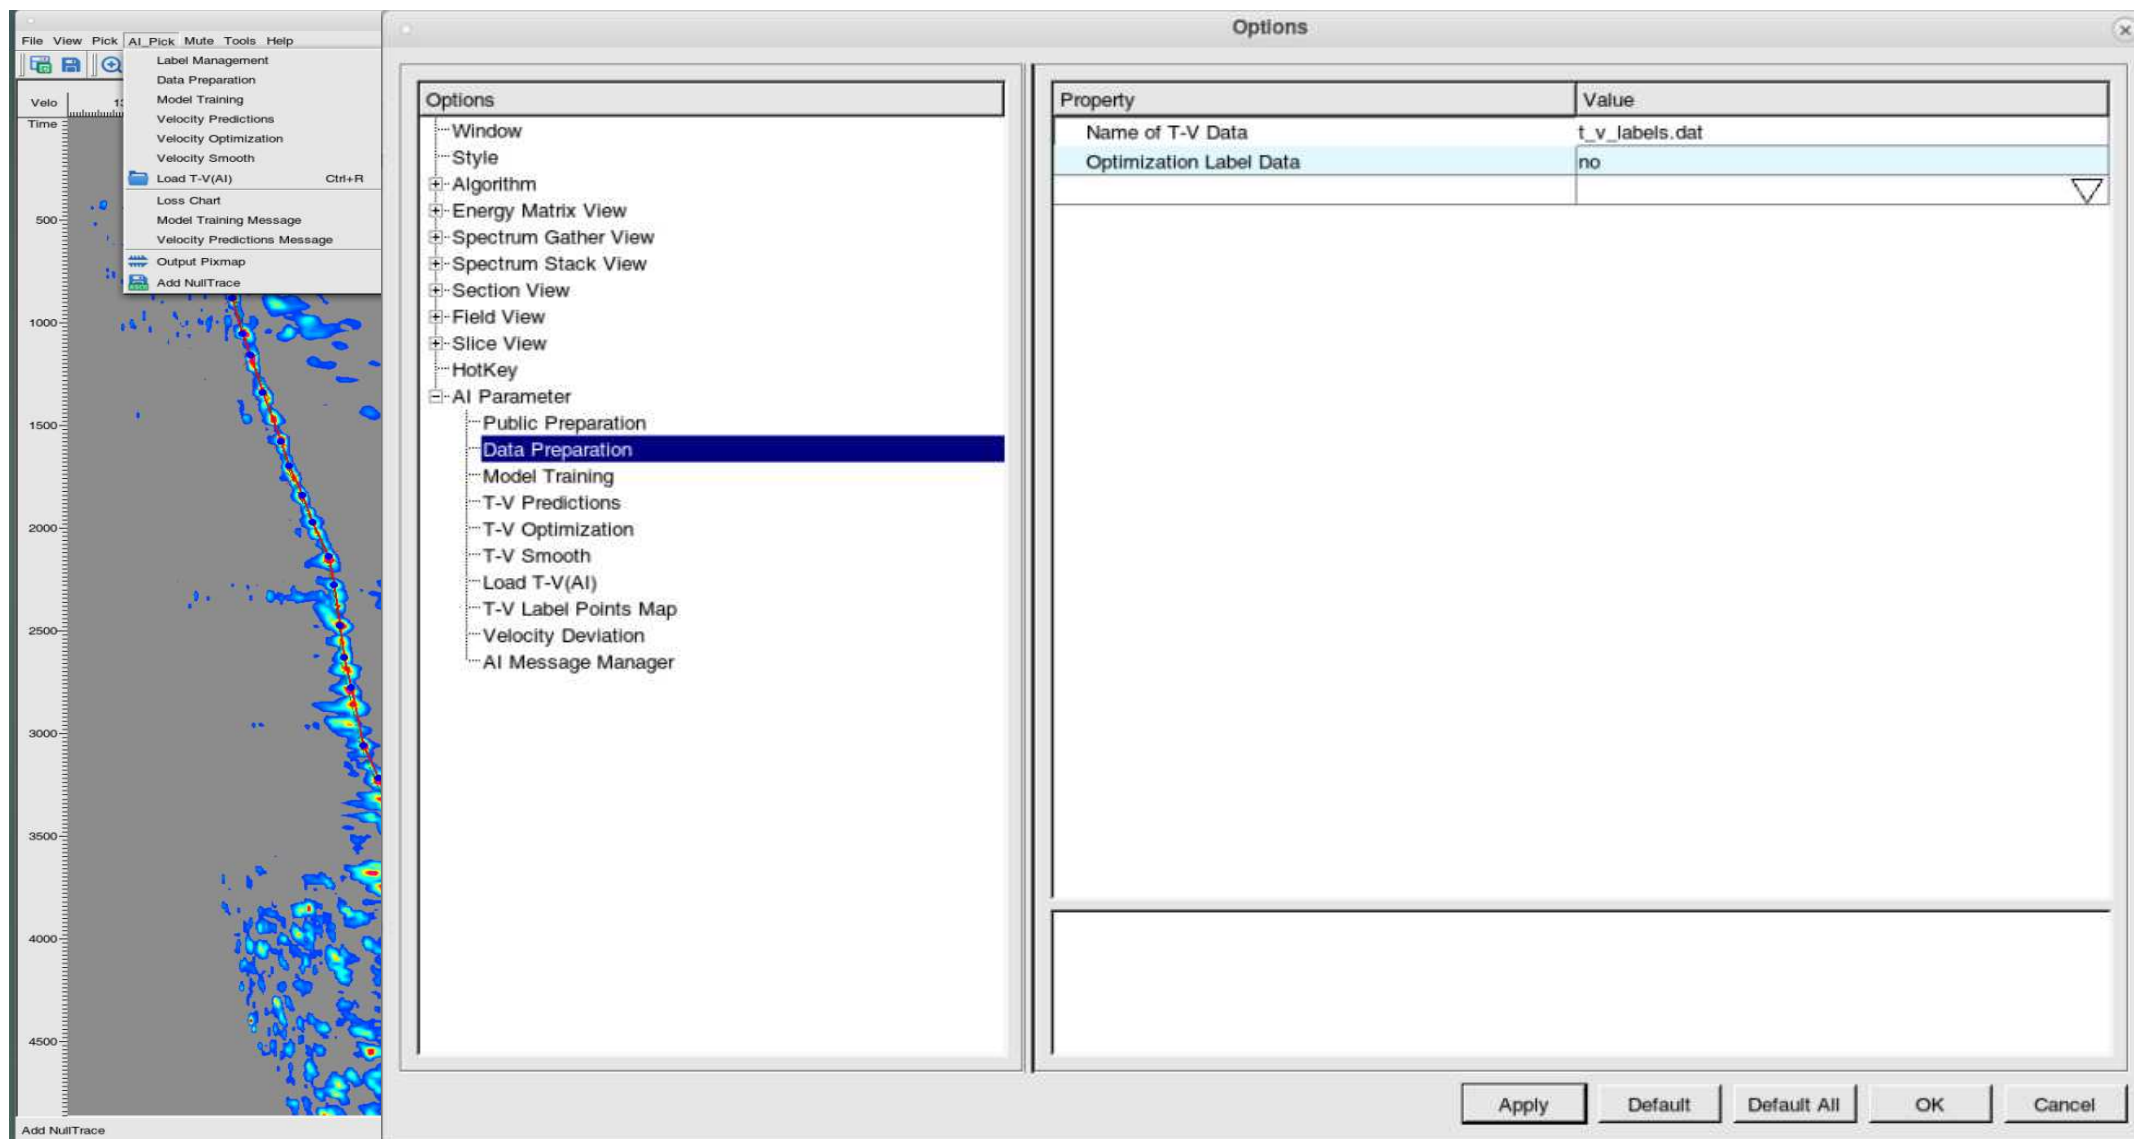 Options
File View Pick AI_Pick Mute Tools Help
Label Management
Data Preparation
Model Training
Velocity Predictions
Velocity Optimization
Velocity Smooth
Load T-V(AI) Ctrl+R
Loss Chart
Model Training Message
Velocity Predictions Message
Output Pixmap
Add NullTrace
Velo
Time
500
1000
1500
2000
2500
3000
3500
4000
4500
Add NullTrace
Options
Window
Style
Algorithm
Energy Matrix View
Spectrum Gather View
Spectrum Stack View
Section View
Field View
Slice View
HotKey
AI Parameter
Public Preparation
Data Preparation
Model Training
T-V Predictions
T-V Optimization
T-V Smooth
Load T-V(AI)
T-V Label Points Map
Velocity Deviation
AI Message Manager
Property Value
Name of T-V Data t_v_labels.dat
Optimization Label Data no
Apply Default Default All OK Cancel